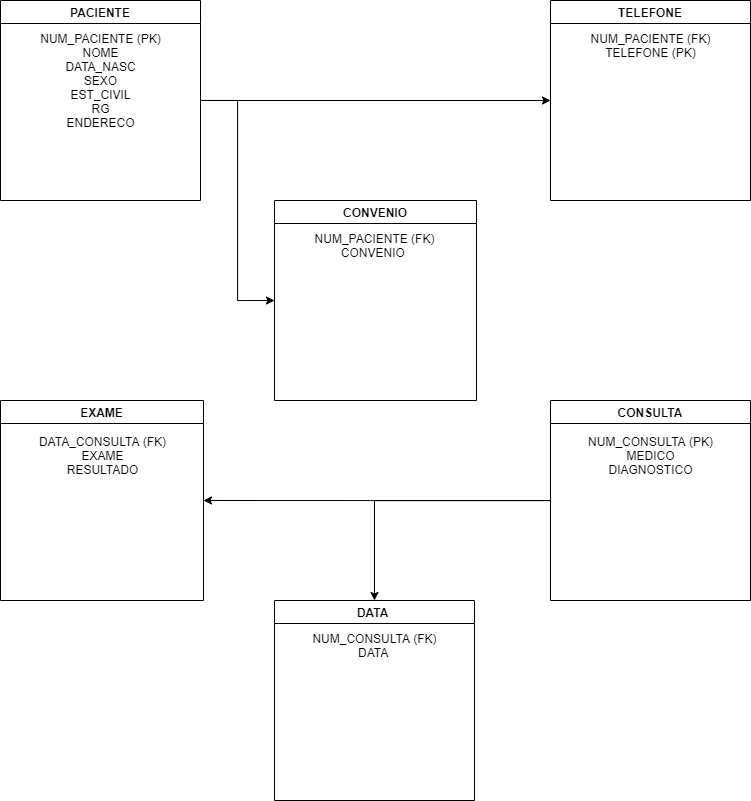 PACIENTE
NUM_PACIENTE (PK)
NOME
DATA_NASC
SEXO
EST_CIVIL
RG
ENDERECO
TELEFONE
NUM_PACIENTE (FK)
TELEFONE (PK)
CONVENIO
NUM_PACIENTE (FK)
CONVENIO
EXAME
DATA_CONSULTA (FK)
EXAME
RESULTADO
CONSULTA
NUM_CONSULTA (PK)
MEDICO
DIAGNOSTICO
DATA
NUM_CONSULTA (FK)
DATA